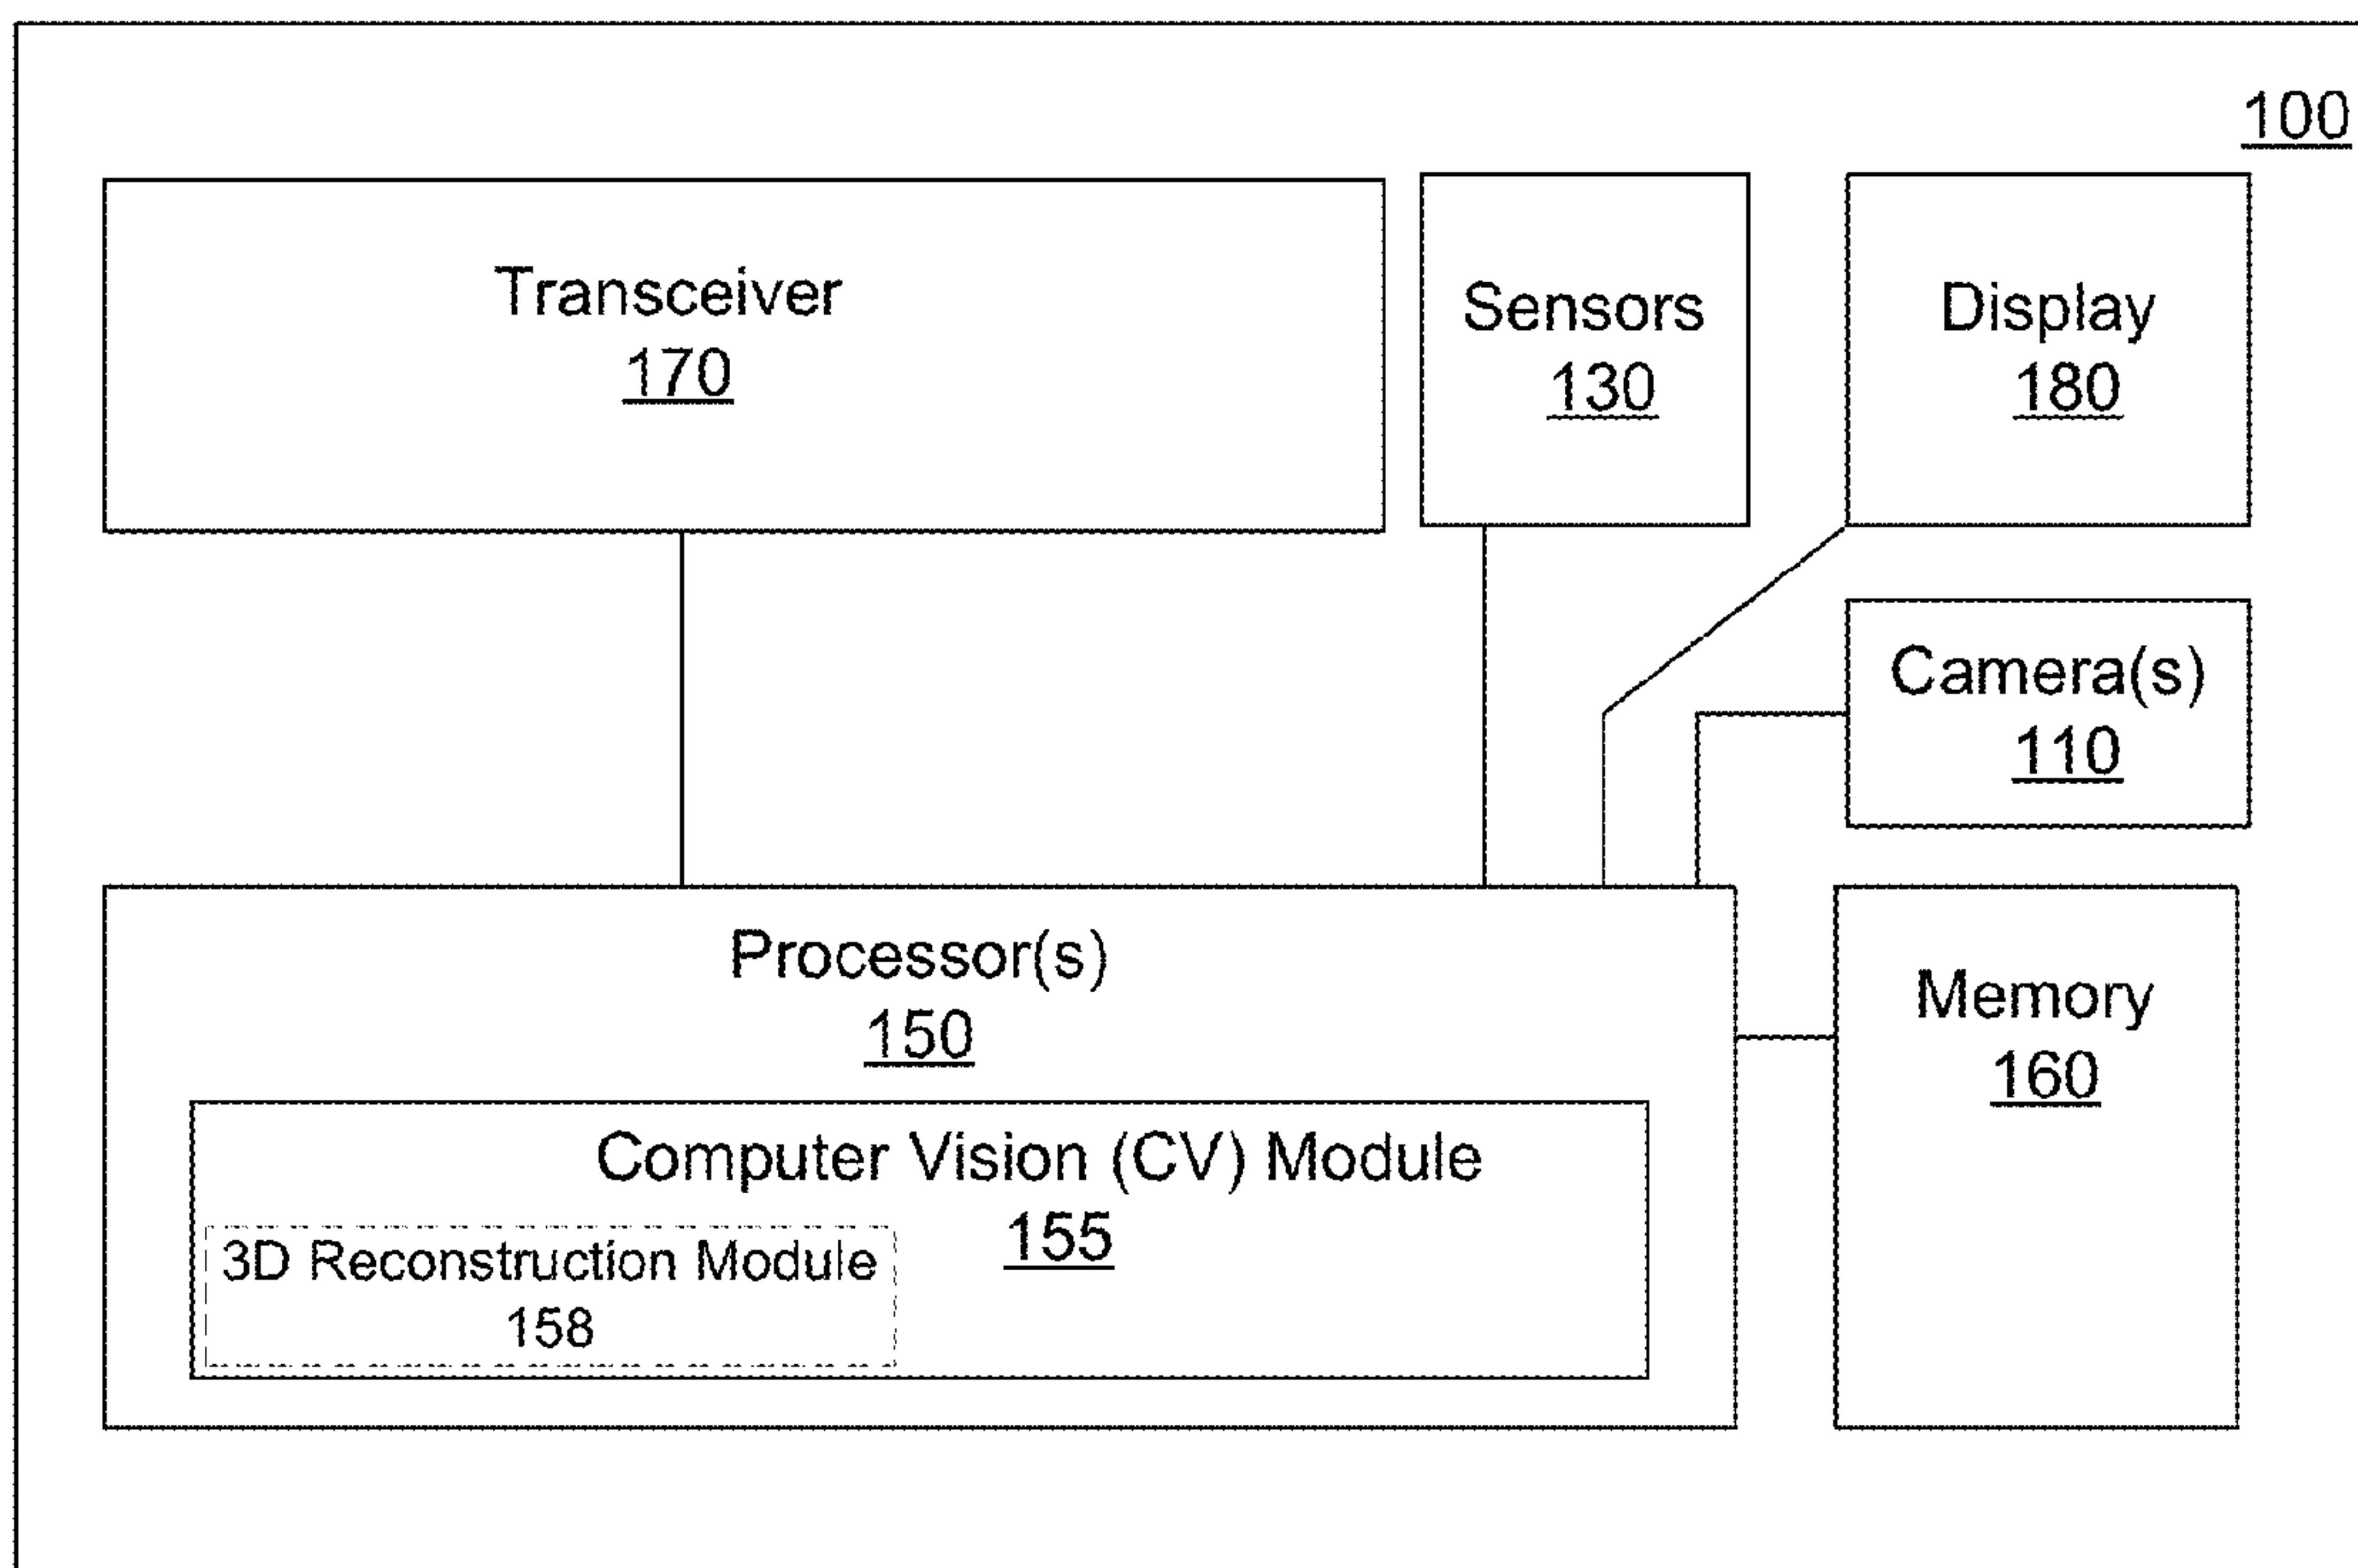 100
Transceiver
170
Sensors
130
Display
180
Camera(s)
110
Processor(s)
150
Memory
160
Computer Vision (CV) Module
155
3D Reconstruction Module
158